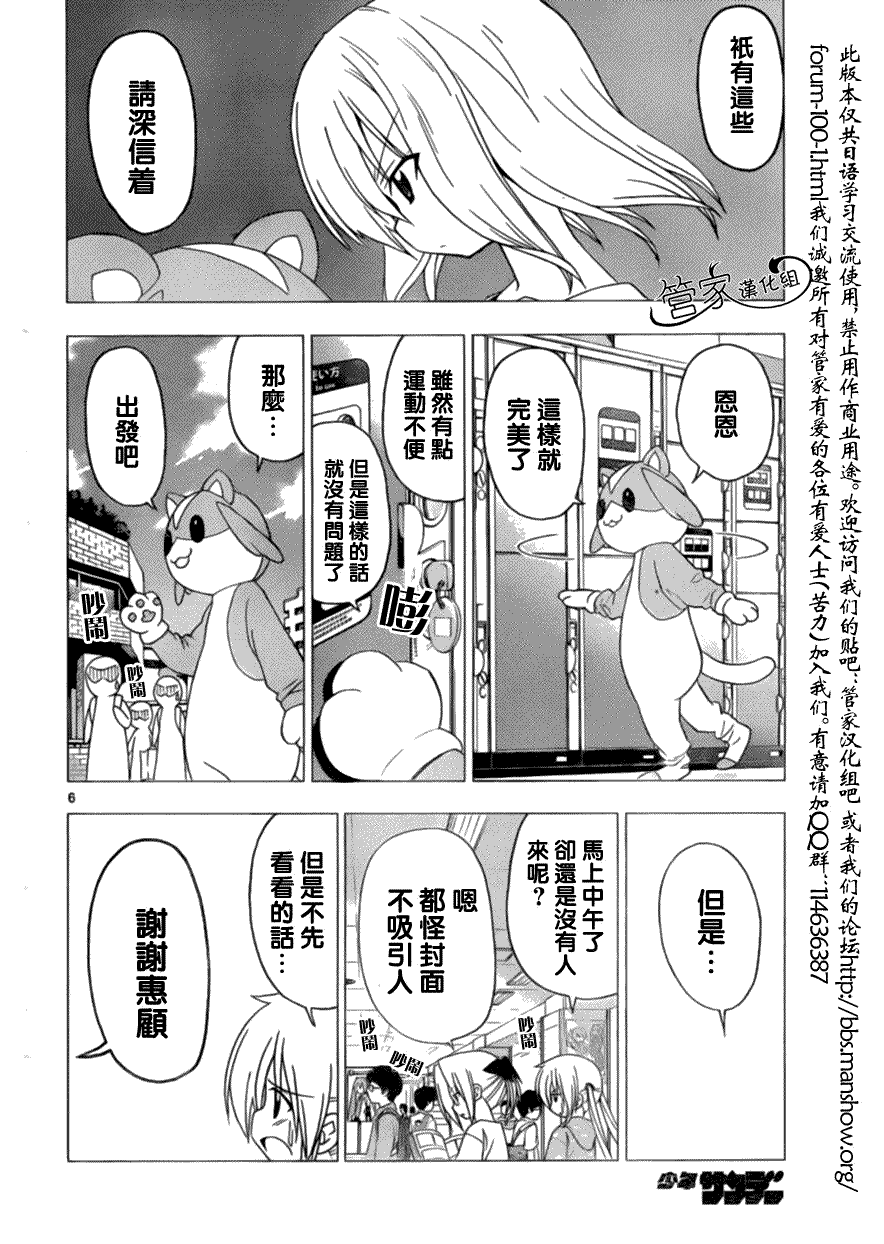 祇有這些
請深信着
管家漢化組
恩恩
這樣就
完美了
雖然有點
運動不便
但是這樣的話
就沒有問題了
嘭
那麼…
出發吧
吵鬧
吵鬧
6
但是…
馬上中午了
卻還是沒有人
來呢？
嗯
都怪封面
不吸引人
吵鬧
吵鬧
吵鬧
但是不先
看看的話…
謝謝惠顧
少年サンデー
此版本仅共日语学习交流使用，禁止用作商业用途。欢迎访问我们的贴吧：管家汉化组吧 或者我们的论坛http://bbs.manshow.org/
forum-100-1.html我们诚邀所有对管家有爱的各位有爱人士(苦力)加入我们。有意请加QQ群：114636387